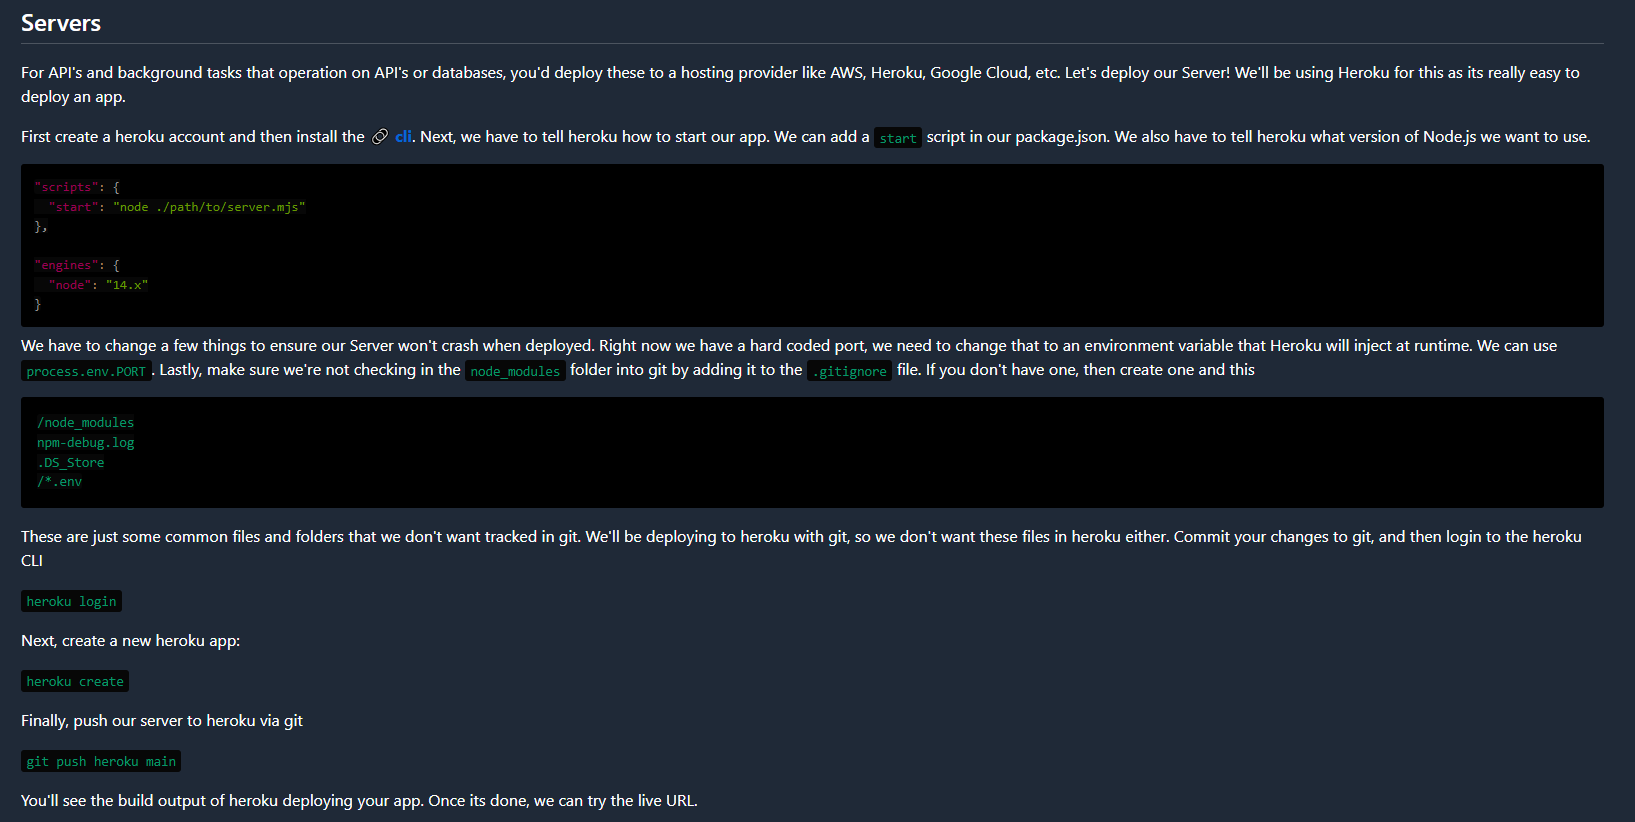 Servers
For API's and background tasks that operation on API's or databases, you'd deploy these to a hosting provider like AWS, Heroku, Google Cloud, etc. Let's deploy our Server! We'll be using Heroku for this as its really easy to
deploy an app.
First create a heroku account and then install the cli. Next, we have to tell heroku how to start our app. We can add a start script in our package.json. We also have to tell heroku what version of Node.js we want to use.
"scripts": {
  "start": "node ./path/to/server.mjs"
},
"engines": {
  "node": "14.x"
}
We have to change a few things to ensure our Server won't crash when deployed. Right now we have a hard coded port, we need to change that to an environment variable that Heroku will inject at runtime. We can use
process.env.PORT. Lastly, make sure we're not checking in the node_modules folder into git by adding it to the .gitignore file. If you don't have one, then create one and this
/node_modules
npm-debug.log
.DS_Store
/*.env
These are just some common files and folders that we don't want tracked in git. We'll be deploying to heroku with git, so we don't want these files in heroku either. Commit your changes to git, and then login to the heroku
CLI
heroku login
Next, create a new heroku app:
heroku create
Finally, push our server to heroku via git
git push heroku main
You'll see the build output of heroku deploying your app. Once its done, we can try the live URL.